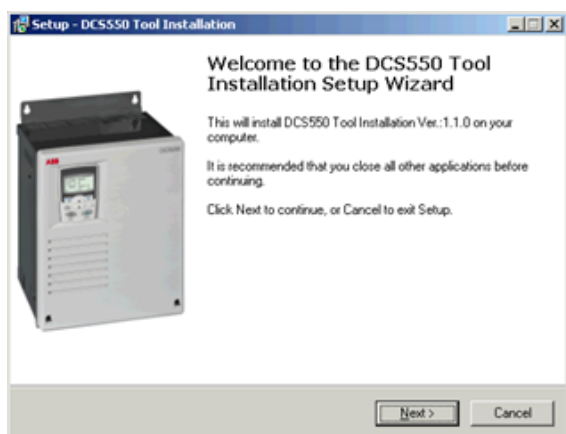 Setup - DCS550 Tool Installation
Welcome to the DCS550 Tool
Installation Setup Wizard
This will install DCS550 Tool Installation Ver.:1.1.0 on your
computer.
It is recommended that you close all other applications before
continuing.
Click Next to continue, or Cancel to exit Setup.
ABB
Next >
Cancel